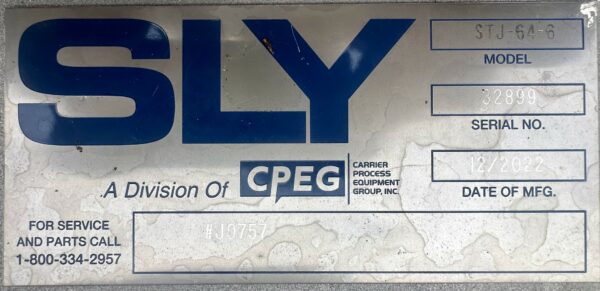 SLY
STJ-64-6
MODEL
32899
SERIAL NO.
12/2022
DATE OF MFG.
A Division Of CPEG CARRIER
PROCESS
EQUIPMENT
GROUP, INC.
FOR SERVICE
AND PARTS CALL
1-800-334-2957
#J9757